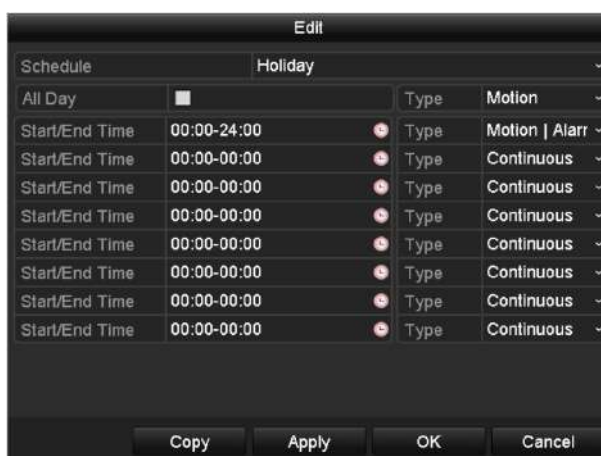 Edit
Schedule Holiday
All Day Type Motion
Start/End Time 00:00-24:00 Type Motion | Alarr
Start/End Time 00:00-00:00 Type Continuous
Start/End Time 00:00-00:00 Type Continuous
Start/End Time 00:00-00:00 Type Continuous
Start/End Time 00:00-00:00 Type Continuous
Start/End Time 00:00-00:00 Type Continuous
Start/End Time 00:00-00:00 Type Continuous
Start/End Time 00:00-00:00 Type Continuous
Copy Apply OK Cancel